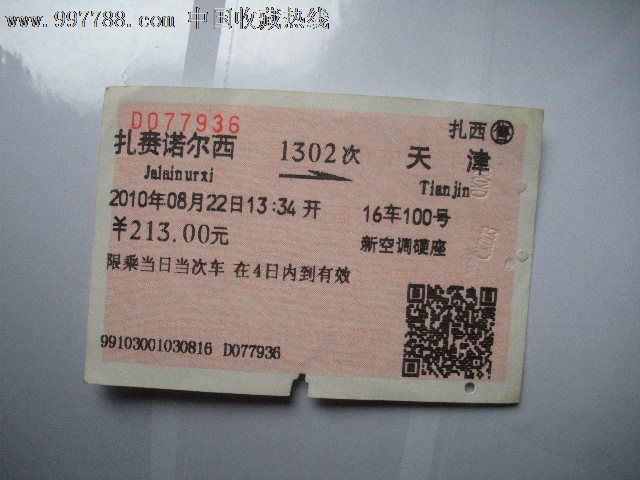 www.997788.com 中国收藏热线
D077936
扎西 售
扎赉诺尔西 1302次 天津
Jalainurxi Tianjin
2010年08月22日13:34开 16车100号
¥213.00元 新空调硬座
限乘当日当次车 在4日内到有效
99103001030816 D077936